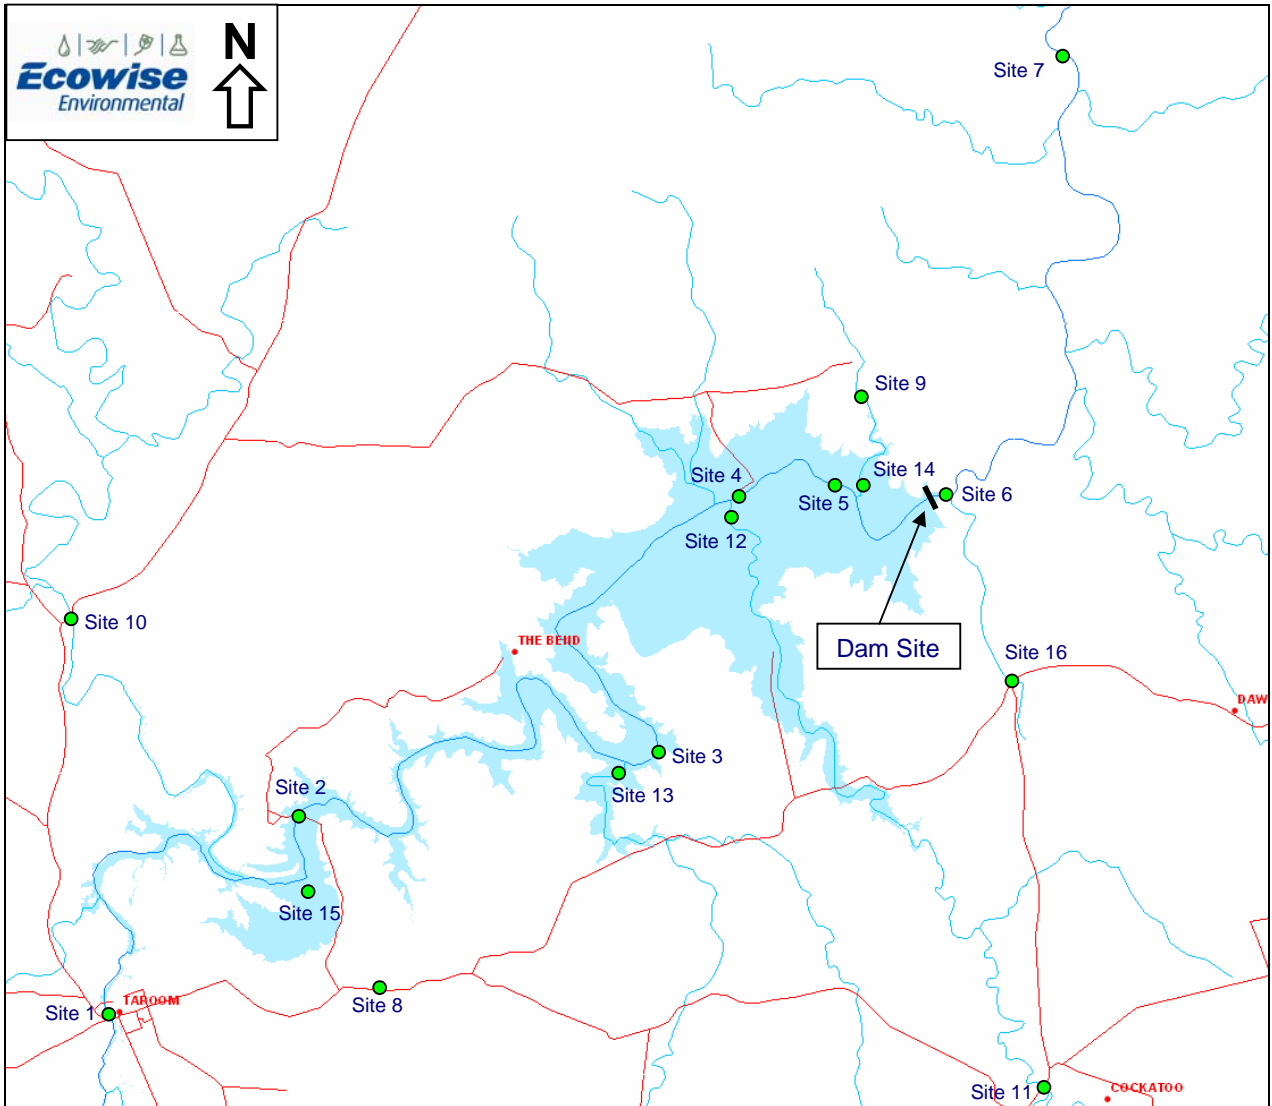 Ecowise
Environmental
N
Site 7
Site 9
Site 4
Site 14
Site 5
Site 6
Site 12
Site 10
THE BEND
Dam Site
Site 16
DAW
Site 3
Site 2
Site 13
Site 15
TAROOM
Site 1
Site 8
Site 11
COCKATOO